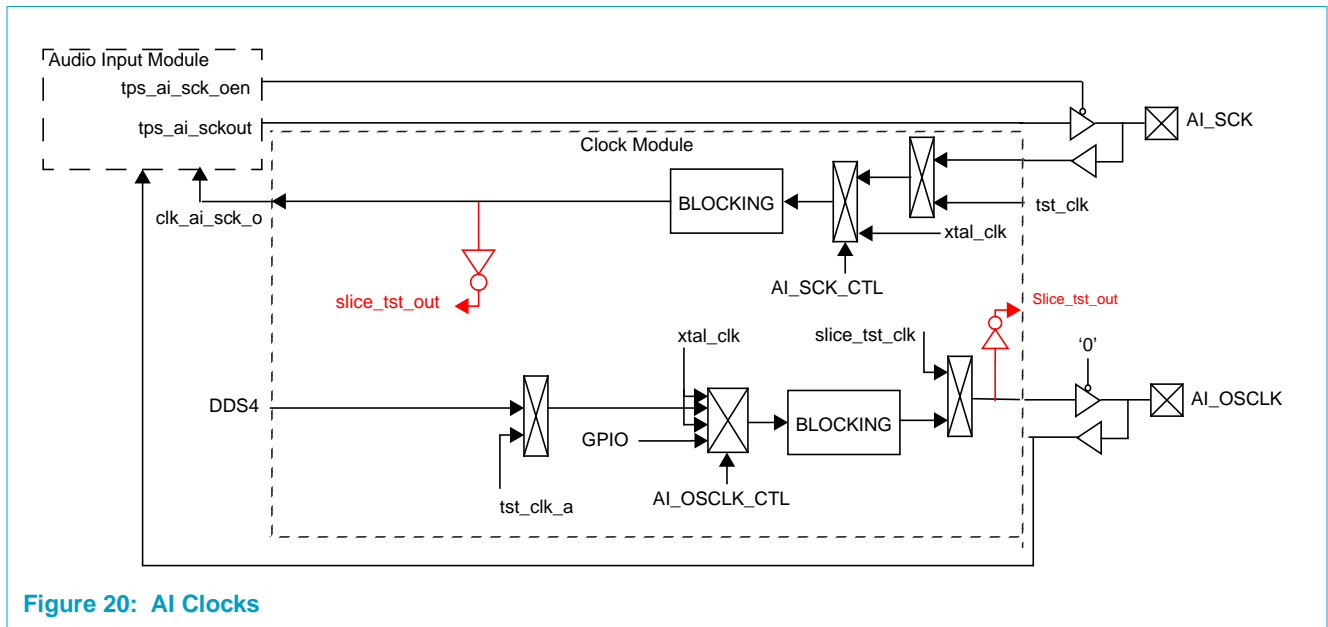 Audio Input Module
tps_ai_sck_oen
tps_ai_sckout
AI_SCK
Clock Module
BLOCKING
clk_ai_sck_o
tst_clk
xtal_clk
AI_SCK_CTL
slice_tst_out
Slice_tst_out
xtal_clk
slice_tst_clk
‘0’
DDS4
AI_OSCLK
GPIO
BLOCKING
tst_clk_a
AI_OSCLK_CTL
Figure 20: AI Clocks